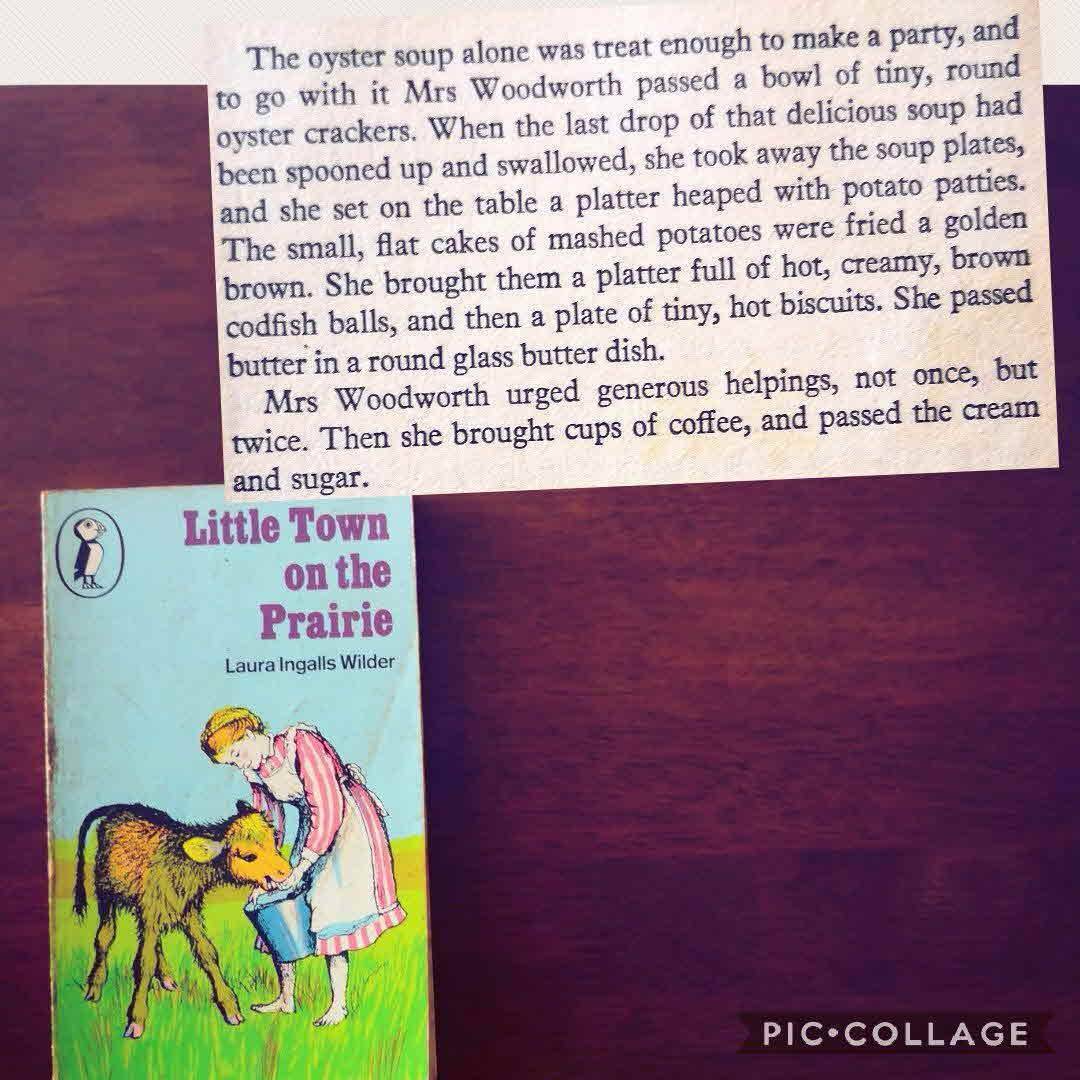 The oyster soup alone was treat enough to make a party, and
to go with it Mrs Woodworth passed a bowl of tiny, round
oyster crackers. When the last drop of that delicious soup had
been spooned up and swallowed, she took away the soup plates,
and she set on the table a platter heaped with potato patties.
The small, flat cakes of mashed potatoes were fried a golden
brown. She brought them a platter full of hot, creamy, brown
codfish balls, and then a plate of tiny, hot biscuits. She passed
butter in a round glass butter dish.
Mrs Woodworth urged generous helpings, not once, but
twice. Then she brought cups of coffee, and passed the cream
and sugar.
Little Town
on the
Prairie
Laura Ingalls Wilder
PIC•COLLAGE